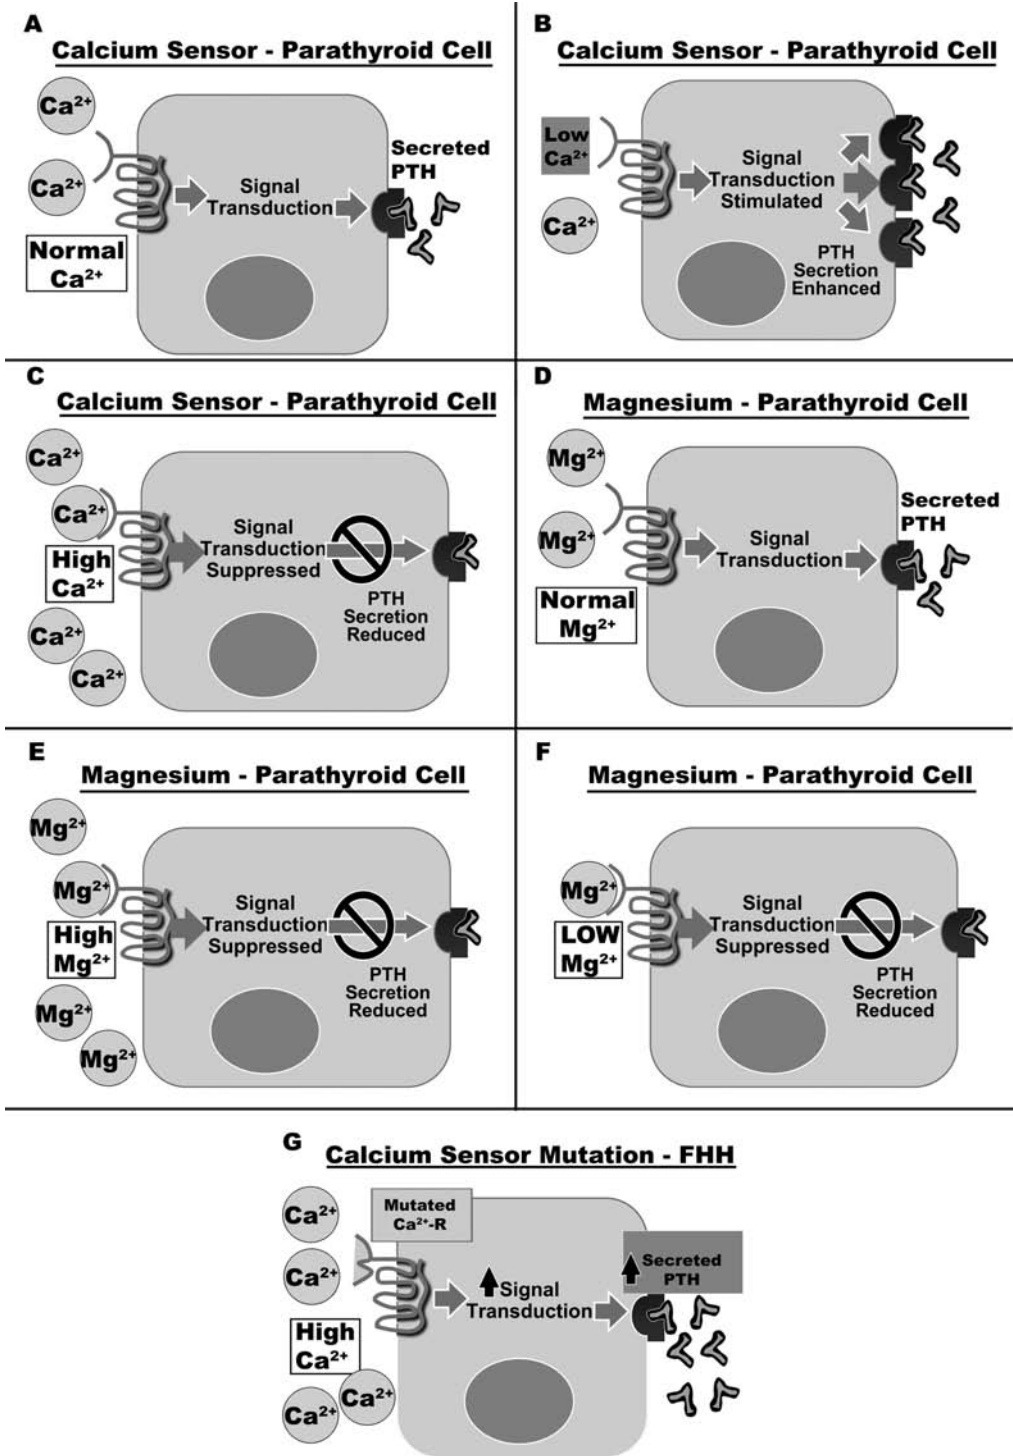 A
Calcium Sensor - Parathyroid Cell
Ca²⁺
Ca²⁺
Normal
Ca²⁺
Signal
Transduction
Secreted
PTH
B
Calcium Sensor - Parathyroid Cell
Low
Ca²⁺
Ca²⁺
Signal
Transduction
Stimulated
PTH
Secretion
Enhanced
C
Calcium Sensor - Parathyroid Cell
Ca²⁺
Ca²⁺
High
Ca²⁺
Ca²⁺
Ca²⁺
Signal
Transduction
Suppressed
PTH
Secretion
Reduced
D
Magnesium - Parathyroid Cell
Mg²⁺
Mg²⁺
Normal
Mg²⁺
Signal
Transduction
Secreted
PTH
E
Magnesium - Parathyroid Cell
Mg²⁺
Mg²⁺
High
Mg²⁺
Mg²⁺
Mg²⁺
Signal
Transduction
Suppressed
PTH
Secretion
Reduced
F
Magnesium - Parathyroid Cell
Mg²⁺
LOW
Mg²⁺
Signal
Transduction
Suppressed
PTH
Secretion
Reduced
G
Calcium Sensor Mutation - FHH
Ca²⁺
Ca²⁺
High
Ca²⁺
Ca²⁺
Ca²⁺
Mutated
Ca²⁺-R
Signal
Transduction
Secreted
PTH